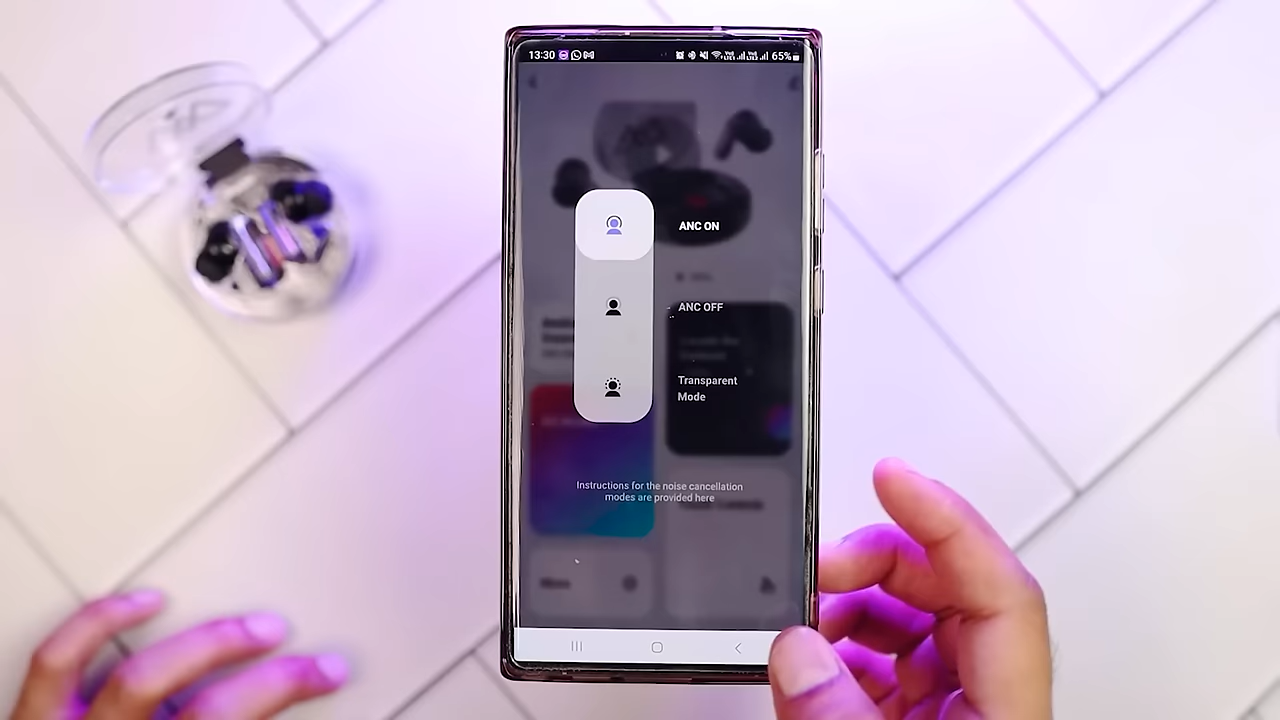 13:30
65%
ANC ON
ANC OFF
Transparent
Mode
Instructions for the noise cancellation
modes are provided here